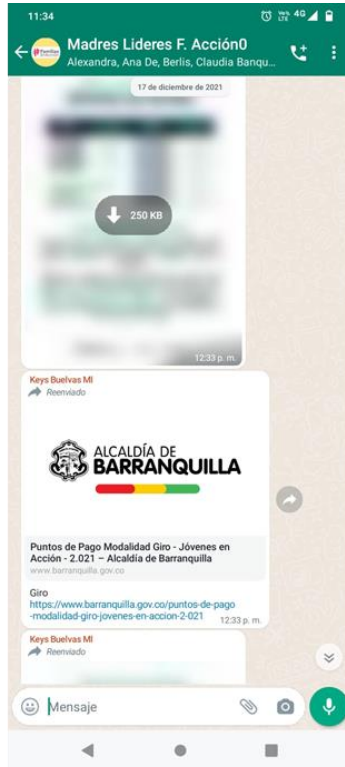 11:34
VoLTE LTE 4G
Madres Lideres F. Acción0
Alexandra, Ana De, Berlis, Claudia Banqu...
17 de diciembre de 2021
250 KB
12:33 p. m.
Keys Buelvas Ml
Reenviado
ALCALDÍA DE
BARRANQUILLA
Puntos de Pago Modalidad Giro - Jóvenes en
Acción - 2.021 – Alcaldía de Barranquilla
www.barranquilla.gov.co
Giro
https://www.barranquilla.gov.co/puntos-de-pago
-modalidad-giro-jovenes-en-accion-2-021
12:33 p. m.
Keys Buelvas Ml
Reenviado
Mensaje